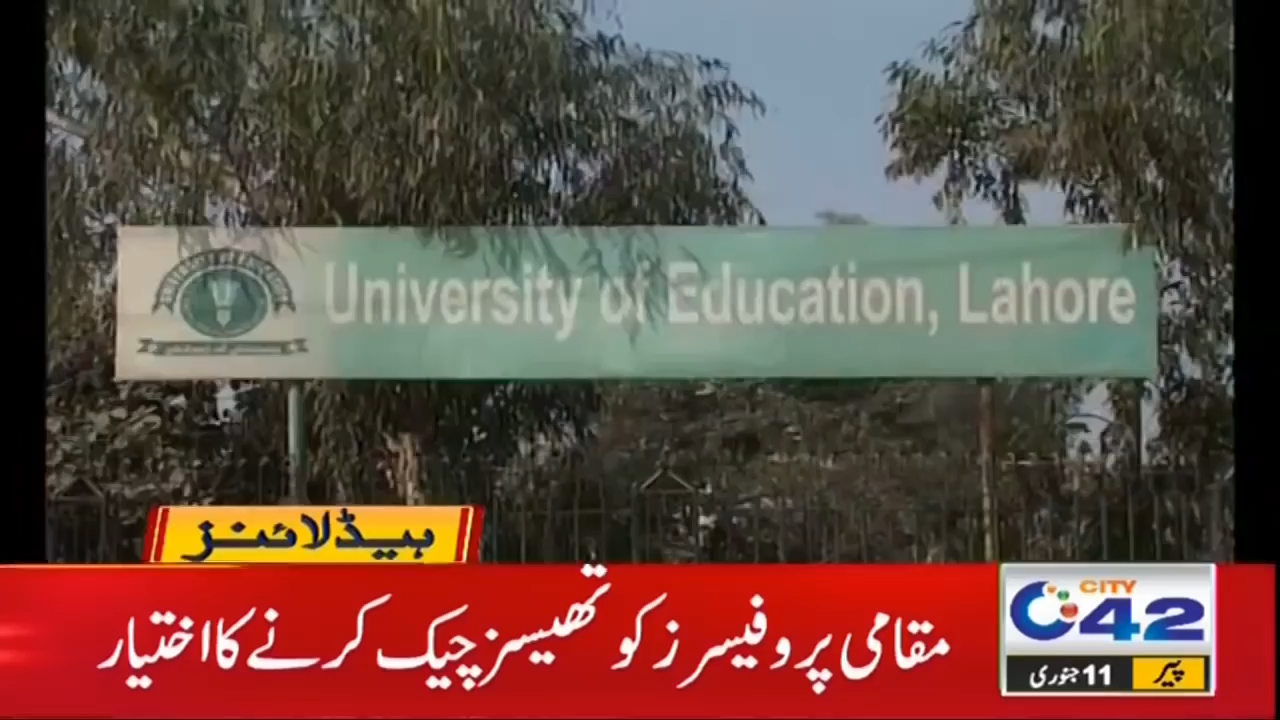 University of Education, Lahore
ہیڈلائنز
مقامی پروفیسرز کو تھیسز چیک کرنے کا اختیار
CITY
42
11 جنوری
پیر